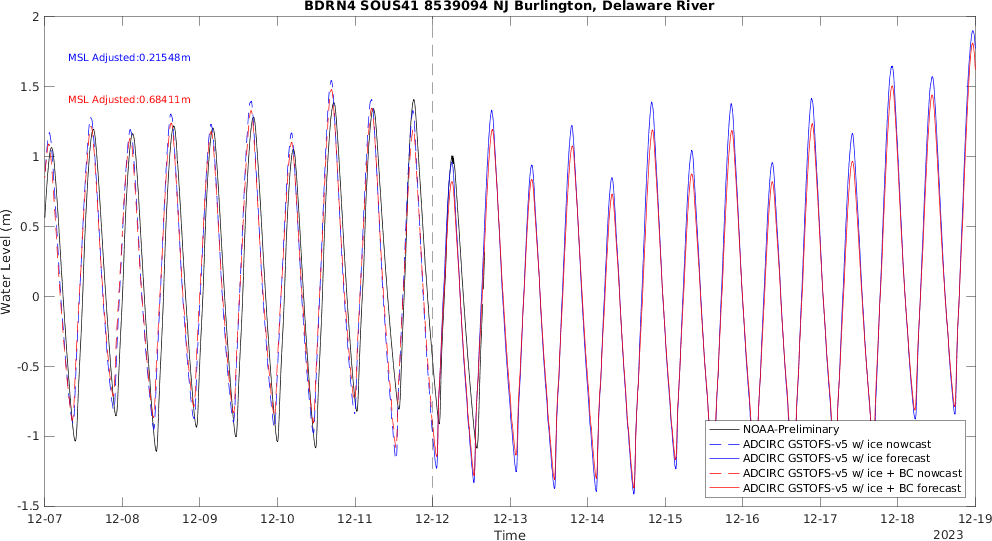 BDRN4 SOUS41 8539094 NJ Burlington, Delaware River
2
1.5
1
0.5
0
-0.5
-1
-1.5
Water Level (m)
MSL Adjusted:0.21548m
MSL Adjusted:0.68411m
NOAA-Preliminary
ADCIRC GSTOFS-v5 w/ ice nowcast
ADCIRC GSTOFS-v5 w/ ice forecast
ADCIRC GSTOFS-v5 w/ ice + BC nowcast
ADCIRC GSTOFS-v5 w/ ice + BC forecast
12-07 12-08 12-09 12-10 12-11 12-12 12-13 12-14 12-15 12-16 12-17 12-18 12-19
Time
2023